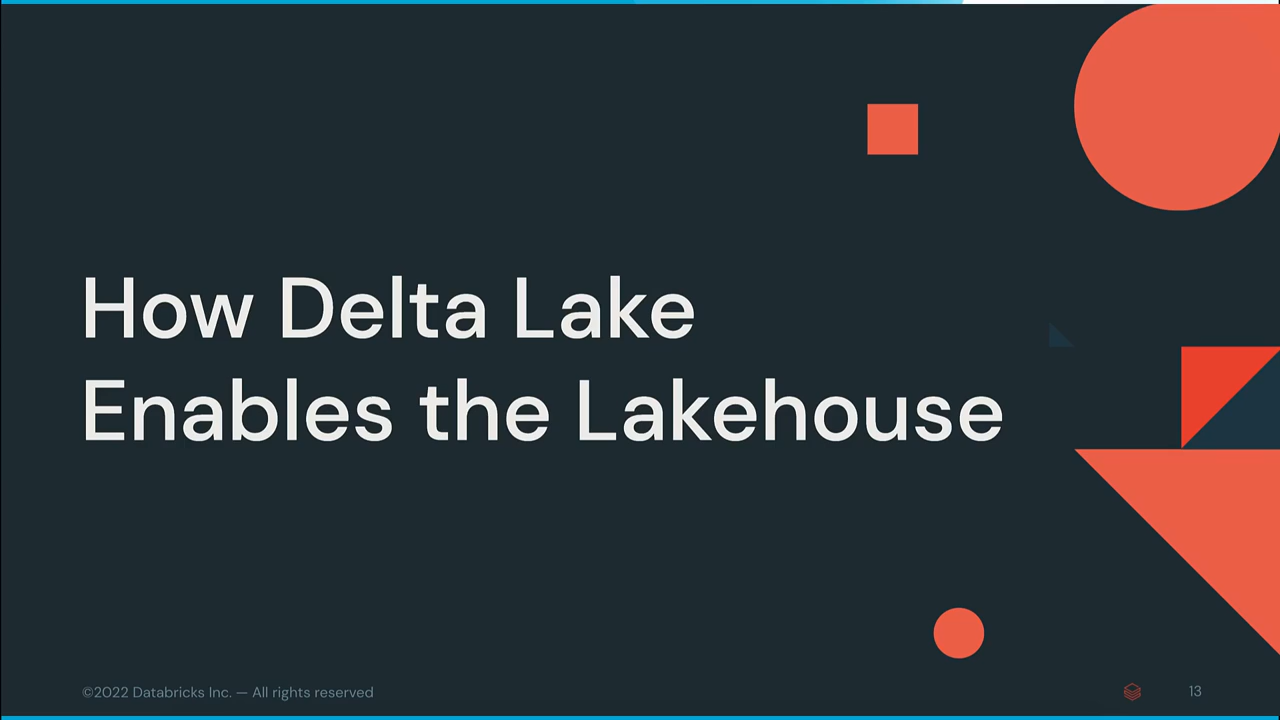 How Delta Lake
Enables the Lakehouse
©2022 Databricks Inc. — All rights reserved
13